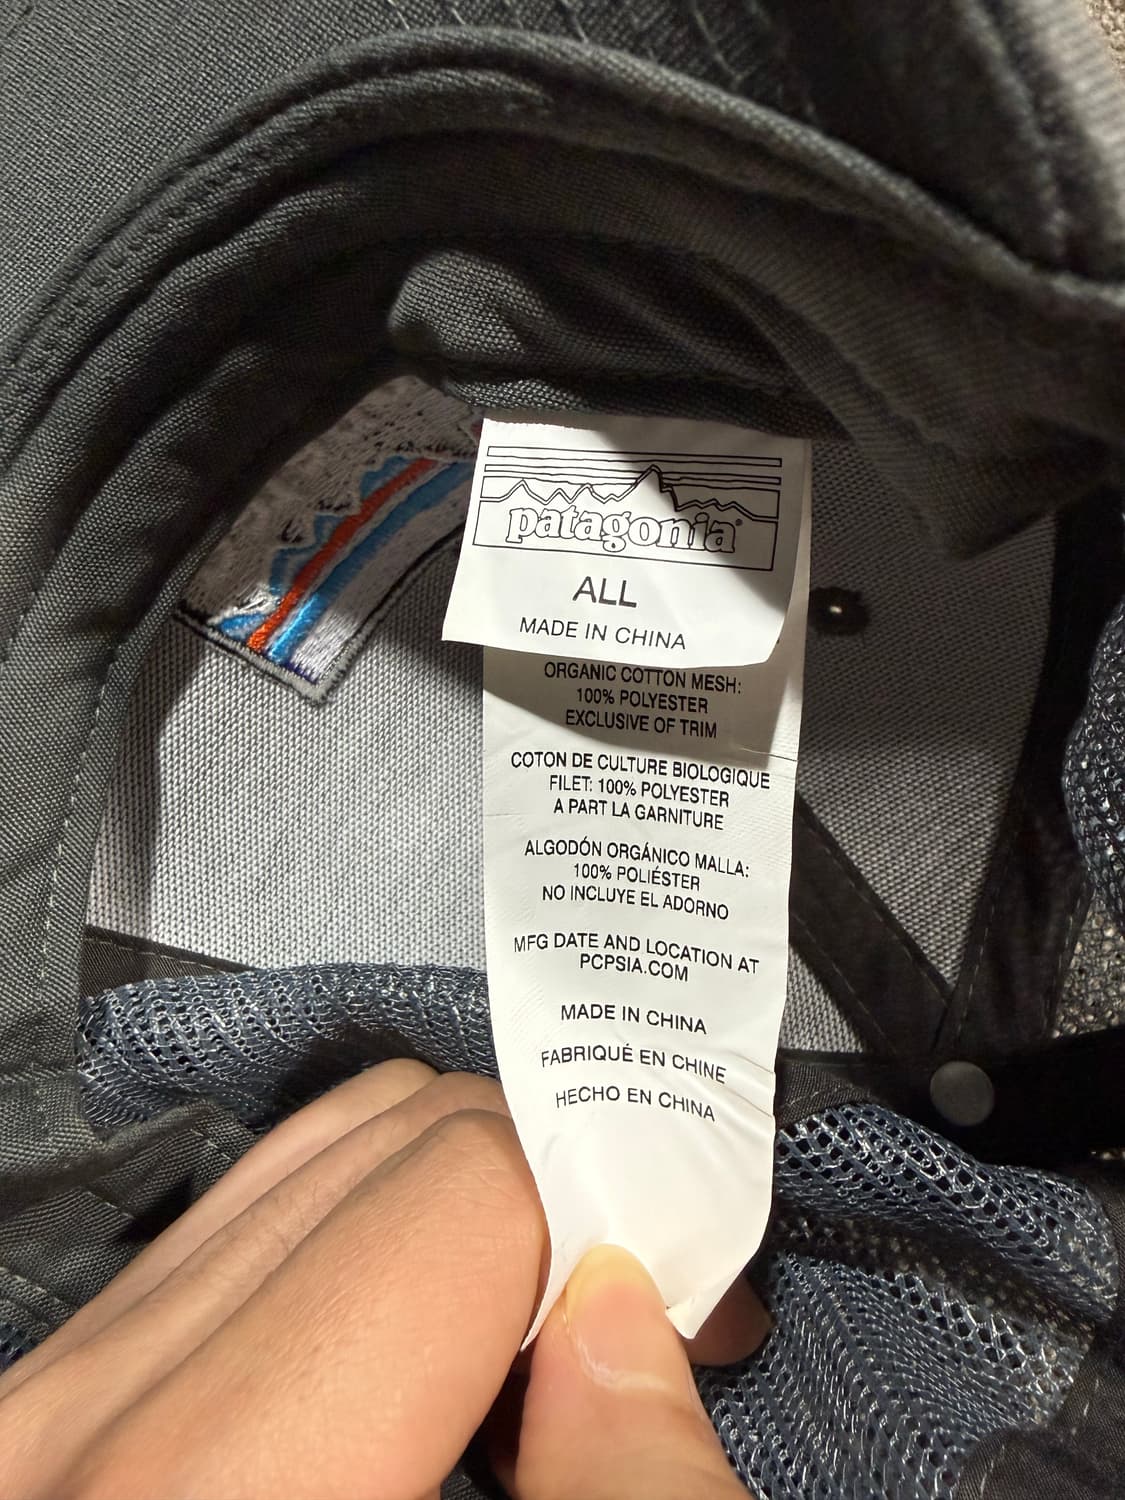 patagonia®
ALL
MADE IN CHINA
ORGANIC COTTON MESH:
100% POLYESTER
EXCLUSIVE OF TRIM
COTON DE CULTURE BIOLOGIQUE
FILET: 100% POLYESTER
A PART LA GARNITURE
ALGODÓN ORGÁNICO MALLA:
100% POLIÉSTER
NO INCLUYE EL ADORNO
MFG DATE AND LOCATION AT
PCPSIA.COM
MADE IN CHINA
FABRIQUÉ EN CHINE
HECHO EN CHINA